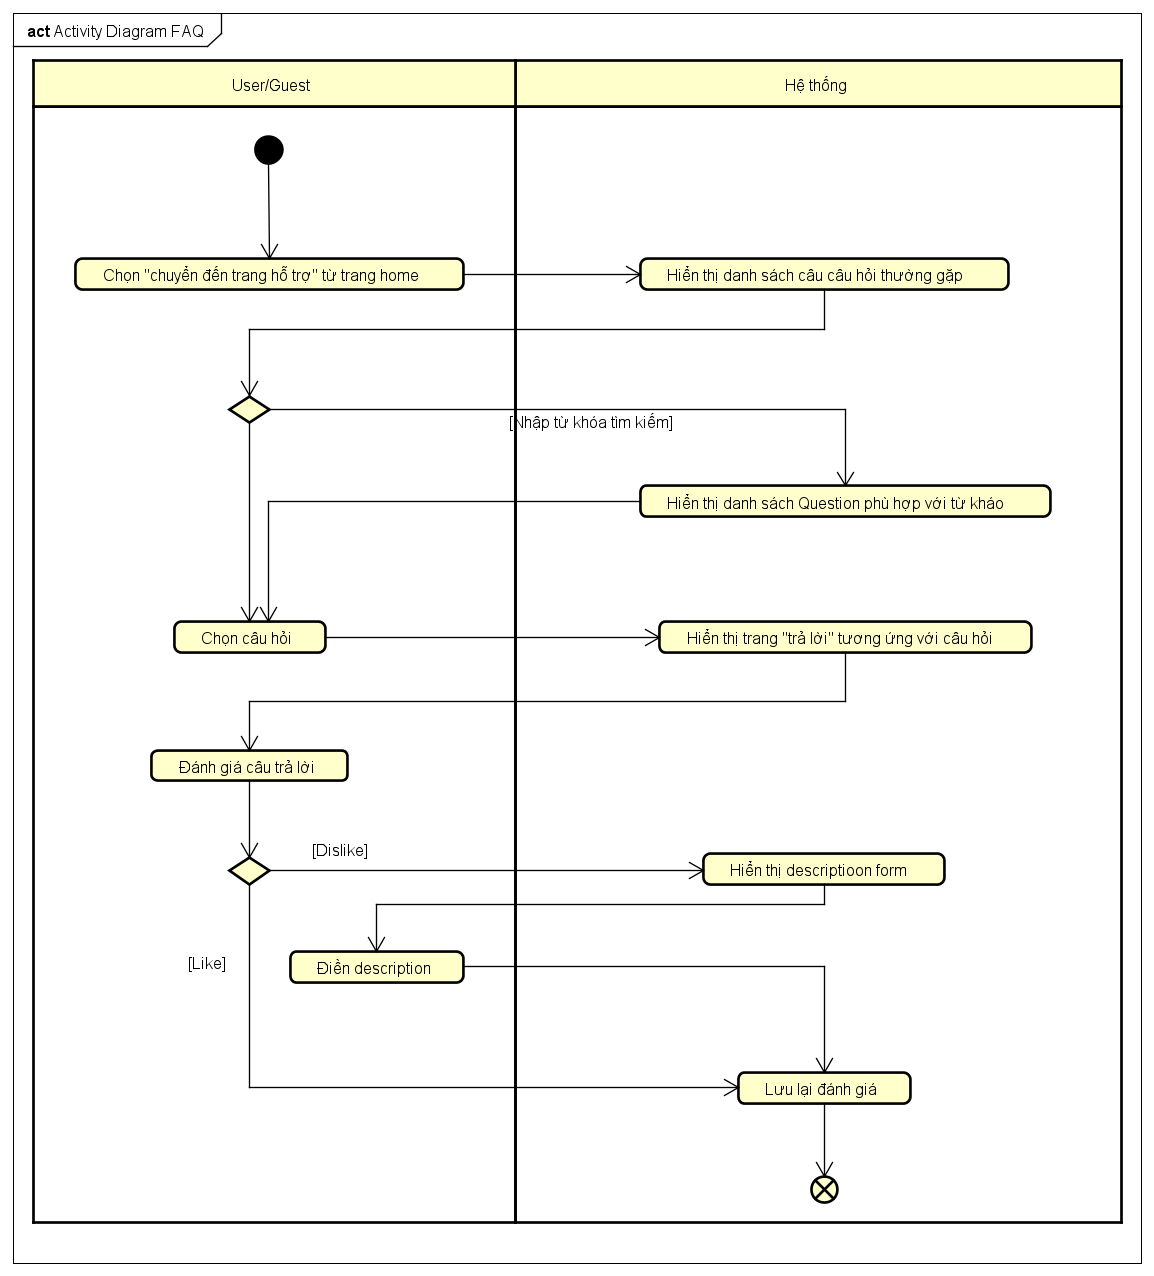 act Activity Diagram FAQ
User/Guest
Hệ thống
Chọn "chuyển đến trang hỗ trợ" từ trang home
Hiển thị danh sách câu câu hỏi thường gặp
[Nhập từ khóa tìm kiếm]
Hiển thị danh sách Question phù hợp với từ kháo
Chọn câu hỏi
Hiển thị trang "trả lời" tương ứng với câu hỏi
Đánh giá câu trả lời
[Dislike]
Hiển thị descriptioon form
[Like]
Điền description
Lưu lại đánh giá